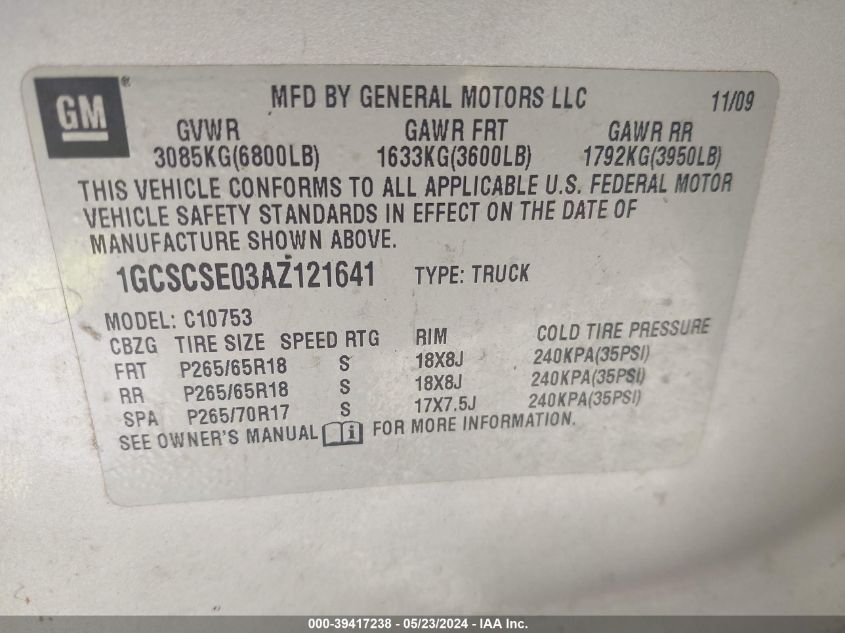 GM ®
MFD BY GENERAL MOTORS LLC 11/09
GVWR GAWR FRT GAWR RR
3085KG(6800LB) 1633KG(3600LB) 1792KG(3950LB)
THIS VEHICLE CONFORMS TO ALL APPLICABLE U.S. FEDERAL MOTOR
VEHICLE SAFETY STANDARDS IN EFFECT ON THE DATE OF
MANUFACTURE SHOWN ABOVE.
1GCSCSE03AZ121641 TYPE: TRUCK
MODEL: C10753
CBZG TIRE SIZE SPEED RTG RIM COLD TIRE PRESSURE
FRT P265/65R18 S 18X8J 240KPA(35PSI)
RR P265/65R18 S 18X8J 240KPA(35PSI)
SPA P265/70R17 S 17X7.5J 240KPA(35PSI)
SEE OWNER'S MANUAL i FOR MORE INFORMATION.
000-39417238 - 05/23/2024 - IAA Inc.